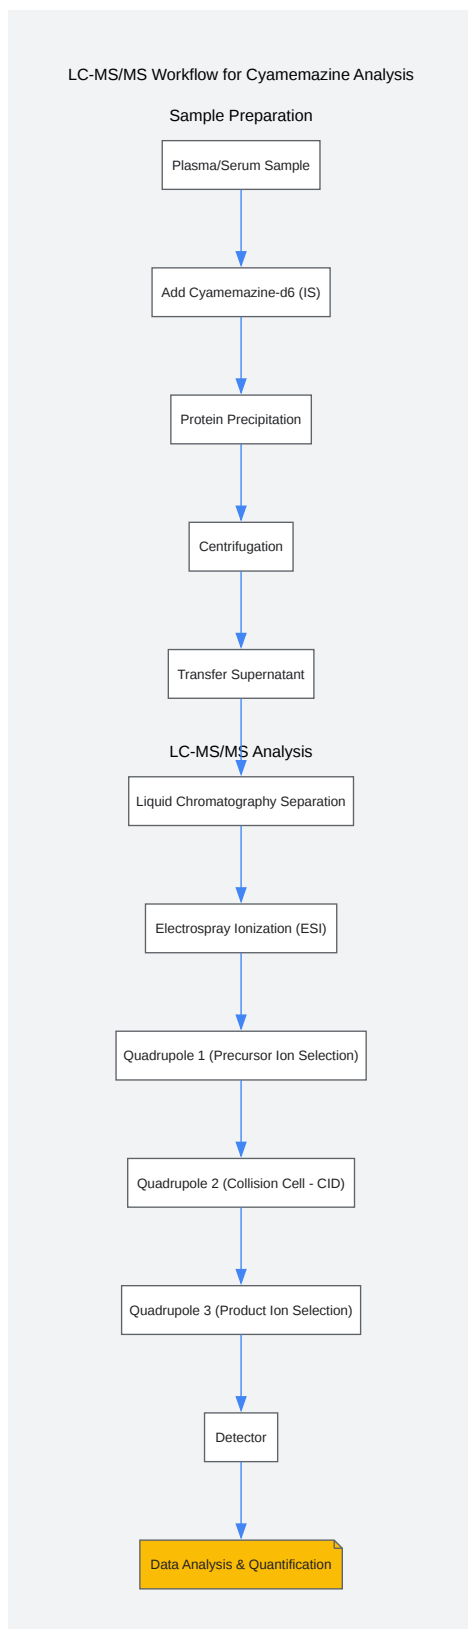 LC-MS/MS Workflow for Cyamemazine Analysis
Sample Preparation
Plasma/Serum Sample
Add Cyamemazine-d6 (IS)
Protein Precipitation
Centrifugation
Transfer Supernatant
LC-MS/MS Analysis
Liquid Chromatography Separation
Electrospray Ionization (ESI)
Quadrupole 1 (Precursor Ion Selection)
Quadrupole 2 (Collision Cell - CID)
Quadrupole 3 (Product Ion Selection)
Detector
Data Analysis & Quantification